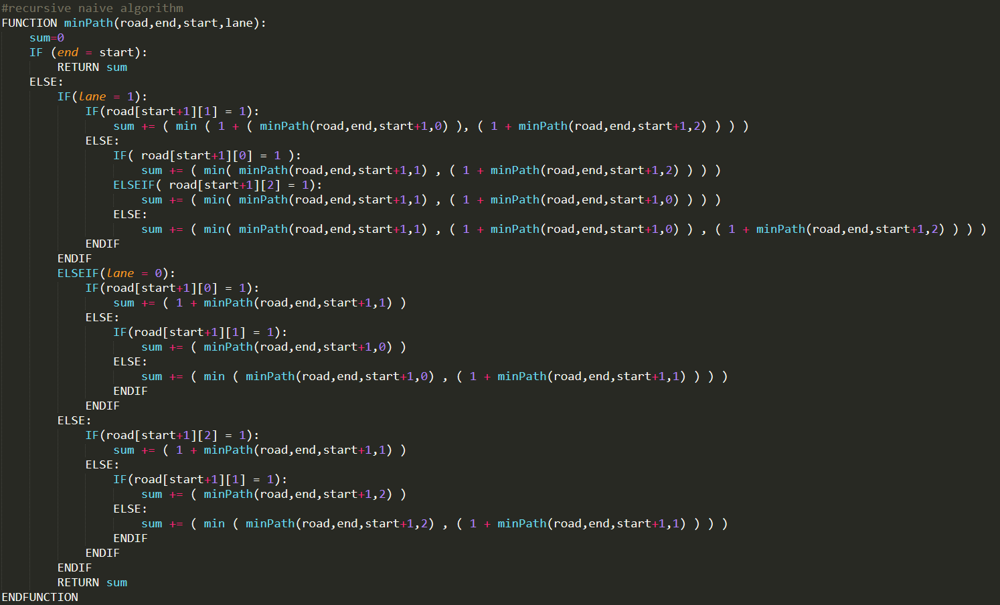 #recursive naive algorithm
FUNCTION minPath(road,end,start,lane):
    sum=0
    IF (end = start):
        RETURN sum
    ELSE:
        IF(lane = 1):
            IF(road[start+1][1] = 1):
                sum += ( min ( 1 + ( minPath(road,end,start+1,0) ), ( 1 + minPath(road,end,start+1,2) ) ) )
            ELSE:
                IF( road[start+1][0] = 1 ):
                    sum += ( min( minPath(road,end,start+1,1) , ( 1 + minPath(road,end,start+1,2) ) ) )
                ELSEIF( road[start+1][2] = 1):
                    sum += ( min( minPath(road,end,start+1,1) , ( 1 + minPath(road,end,start+1,0) ) ) )
                ELSE:
                    sum += ( min( minPath(road,end,start+1,1) , ( 1 + minPath(road,end,start+1,0) ) , ( 1 + minPath(road,end,start+1,2) ) ) )
            ENDIF
        ENDIF
        ELSEIF(lane = 0):
            IF(road[start+1][0] = 1):
                sum += ( 1 + minPath(road,end,start+1,1) )
            ELSE:
                IF(road[start+1][1] = 1):
                    sum += ( minPath(road,end,start+1,0) )
                ELSE:
                    sum += ( min ( minPath(road,end,start+1,0) , ( 1 + minPath(road,end,start+1,1) ) ) )
                ENDIF
            ENDIF
        ELSE:
            IF(road[start+1][2] = 1):
                sum += ( 1 + minPath(road,end,start+1,1) )
            ELSE:
                IF(road[start+1][1] = 1):
                    sum += ( minPath(road,end,start+1,2) )
                ELSE:
                    sum += ( min ( minPath(road,end,start+1,2) , ( 1 + minPath(road,end,start+1,1) ) ) )
                ENDIF
            ENDIF
        ENDIF
        RETURN sum
ENDFUNCTION